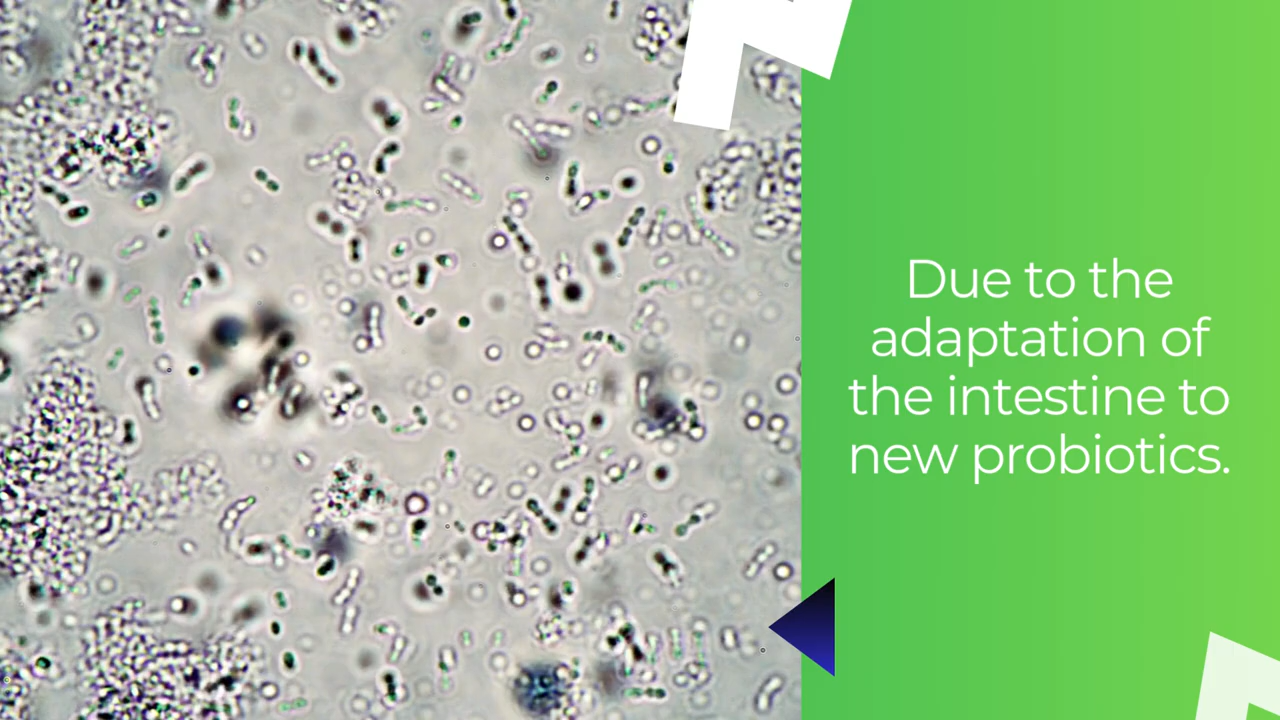 Due to the
adaptation of
the intestine to
new probiotics.